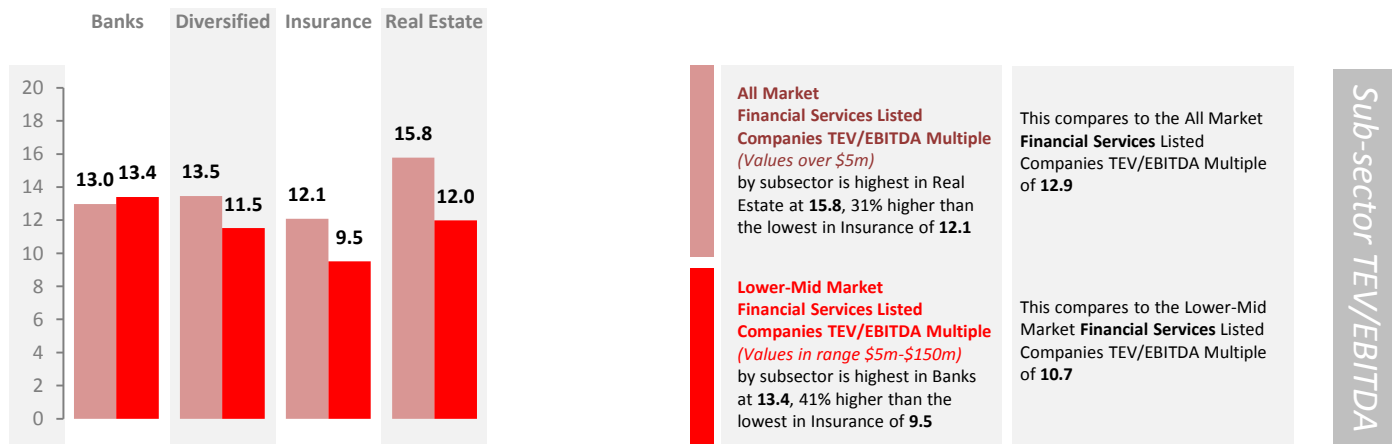 Banks Diversified Insurance Real Estate
20
18
16
14
12
10
8
6
4
2
0
13.0 13.4
13.5 11.5
12.1 9.5
15.8 12.0
All Market
Financial Services Listed
Companies TEV/EBITDA Multiple
(Values over $5m)
by subsector is highest in Real
Estate at 15.8, 31% higher than
the lowest in Insurance of 12.1
This compares to the All Market
Financial Services Listed
Companies TEV/EBITDA Multiple
of 12.9
Lower-Mid Market
Financial Services Listed
Companies TEV/EBITDA Multiple
(Values in range $5m-$150m)
by subsector is highest in Banks
at 13.4, 41% higher than the
lowest in Insurance of 9.5
This compares to the Lower-Mid
Market Financial Services Listed
Companies TEV/EBITDA Multiple
of 10.7
Sub-sector TEV/EBITDA